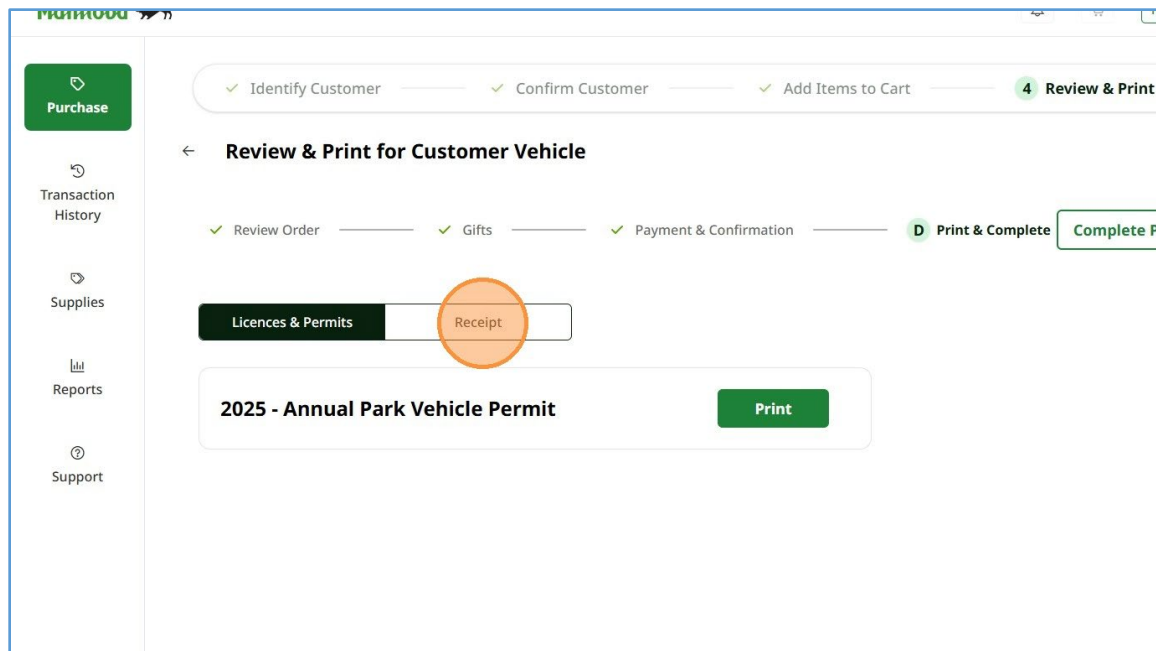 Manitoba
Purchase
Transaction
History
Supplies
Reports
Support
Identify Customer
Confirm Customer
Add Items to Cart
4 Review & Print
Review & Print for Customer Vehicle
Review Order
Gifts
Payment & Confirmation
D Print & Complete
Complete P
Licences & Permits
Receipt
2025 - Annual Park Vehicle Permit
Print